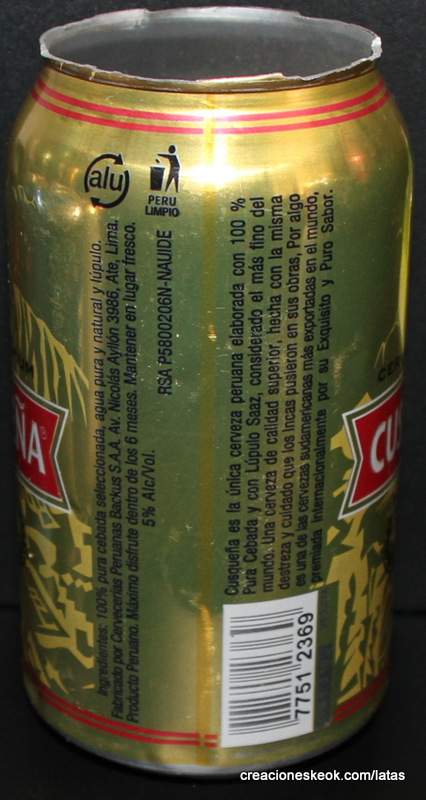 alu
PERU
LIMPIO
RSA P5800206N-NAUIDE
Ingredientes: 100% pura cebada seleccionada, agua pura y natural y lúpulo.
Fabricado por Cervecerías Peruanas Backus S.A.A. Av. Nicolás Ayllón 3986, Ate, Lima.
Producto Peruano. Máximo disfrute dentro de los 6 meses. Mantener en lugar fresco.
5% Alc/Vol.
Cusqueña es la única cerveza peruana elaborada con 100 %
Pura Cebada y con Lúpulo Saaz, considerado el más fino del
mundo. Una cerveza de calidad superior, hecha con la misma
destreza y cuidado que los Incas pusieron en sus obras, Por algo
es una de las cervezas sudamericanas más exportadas en el mundo,
premiada internacionalmente por su Exquisito y Puro Sabor.
7751 2369
UM
ÑA
CER
CU
creacioneskeok.com/latas